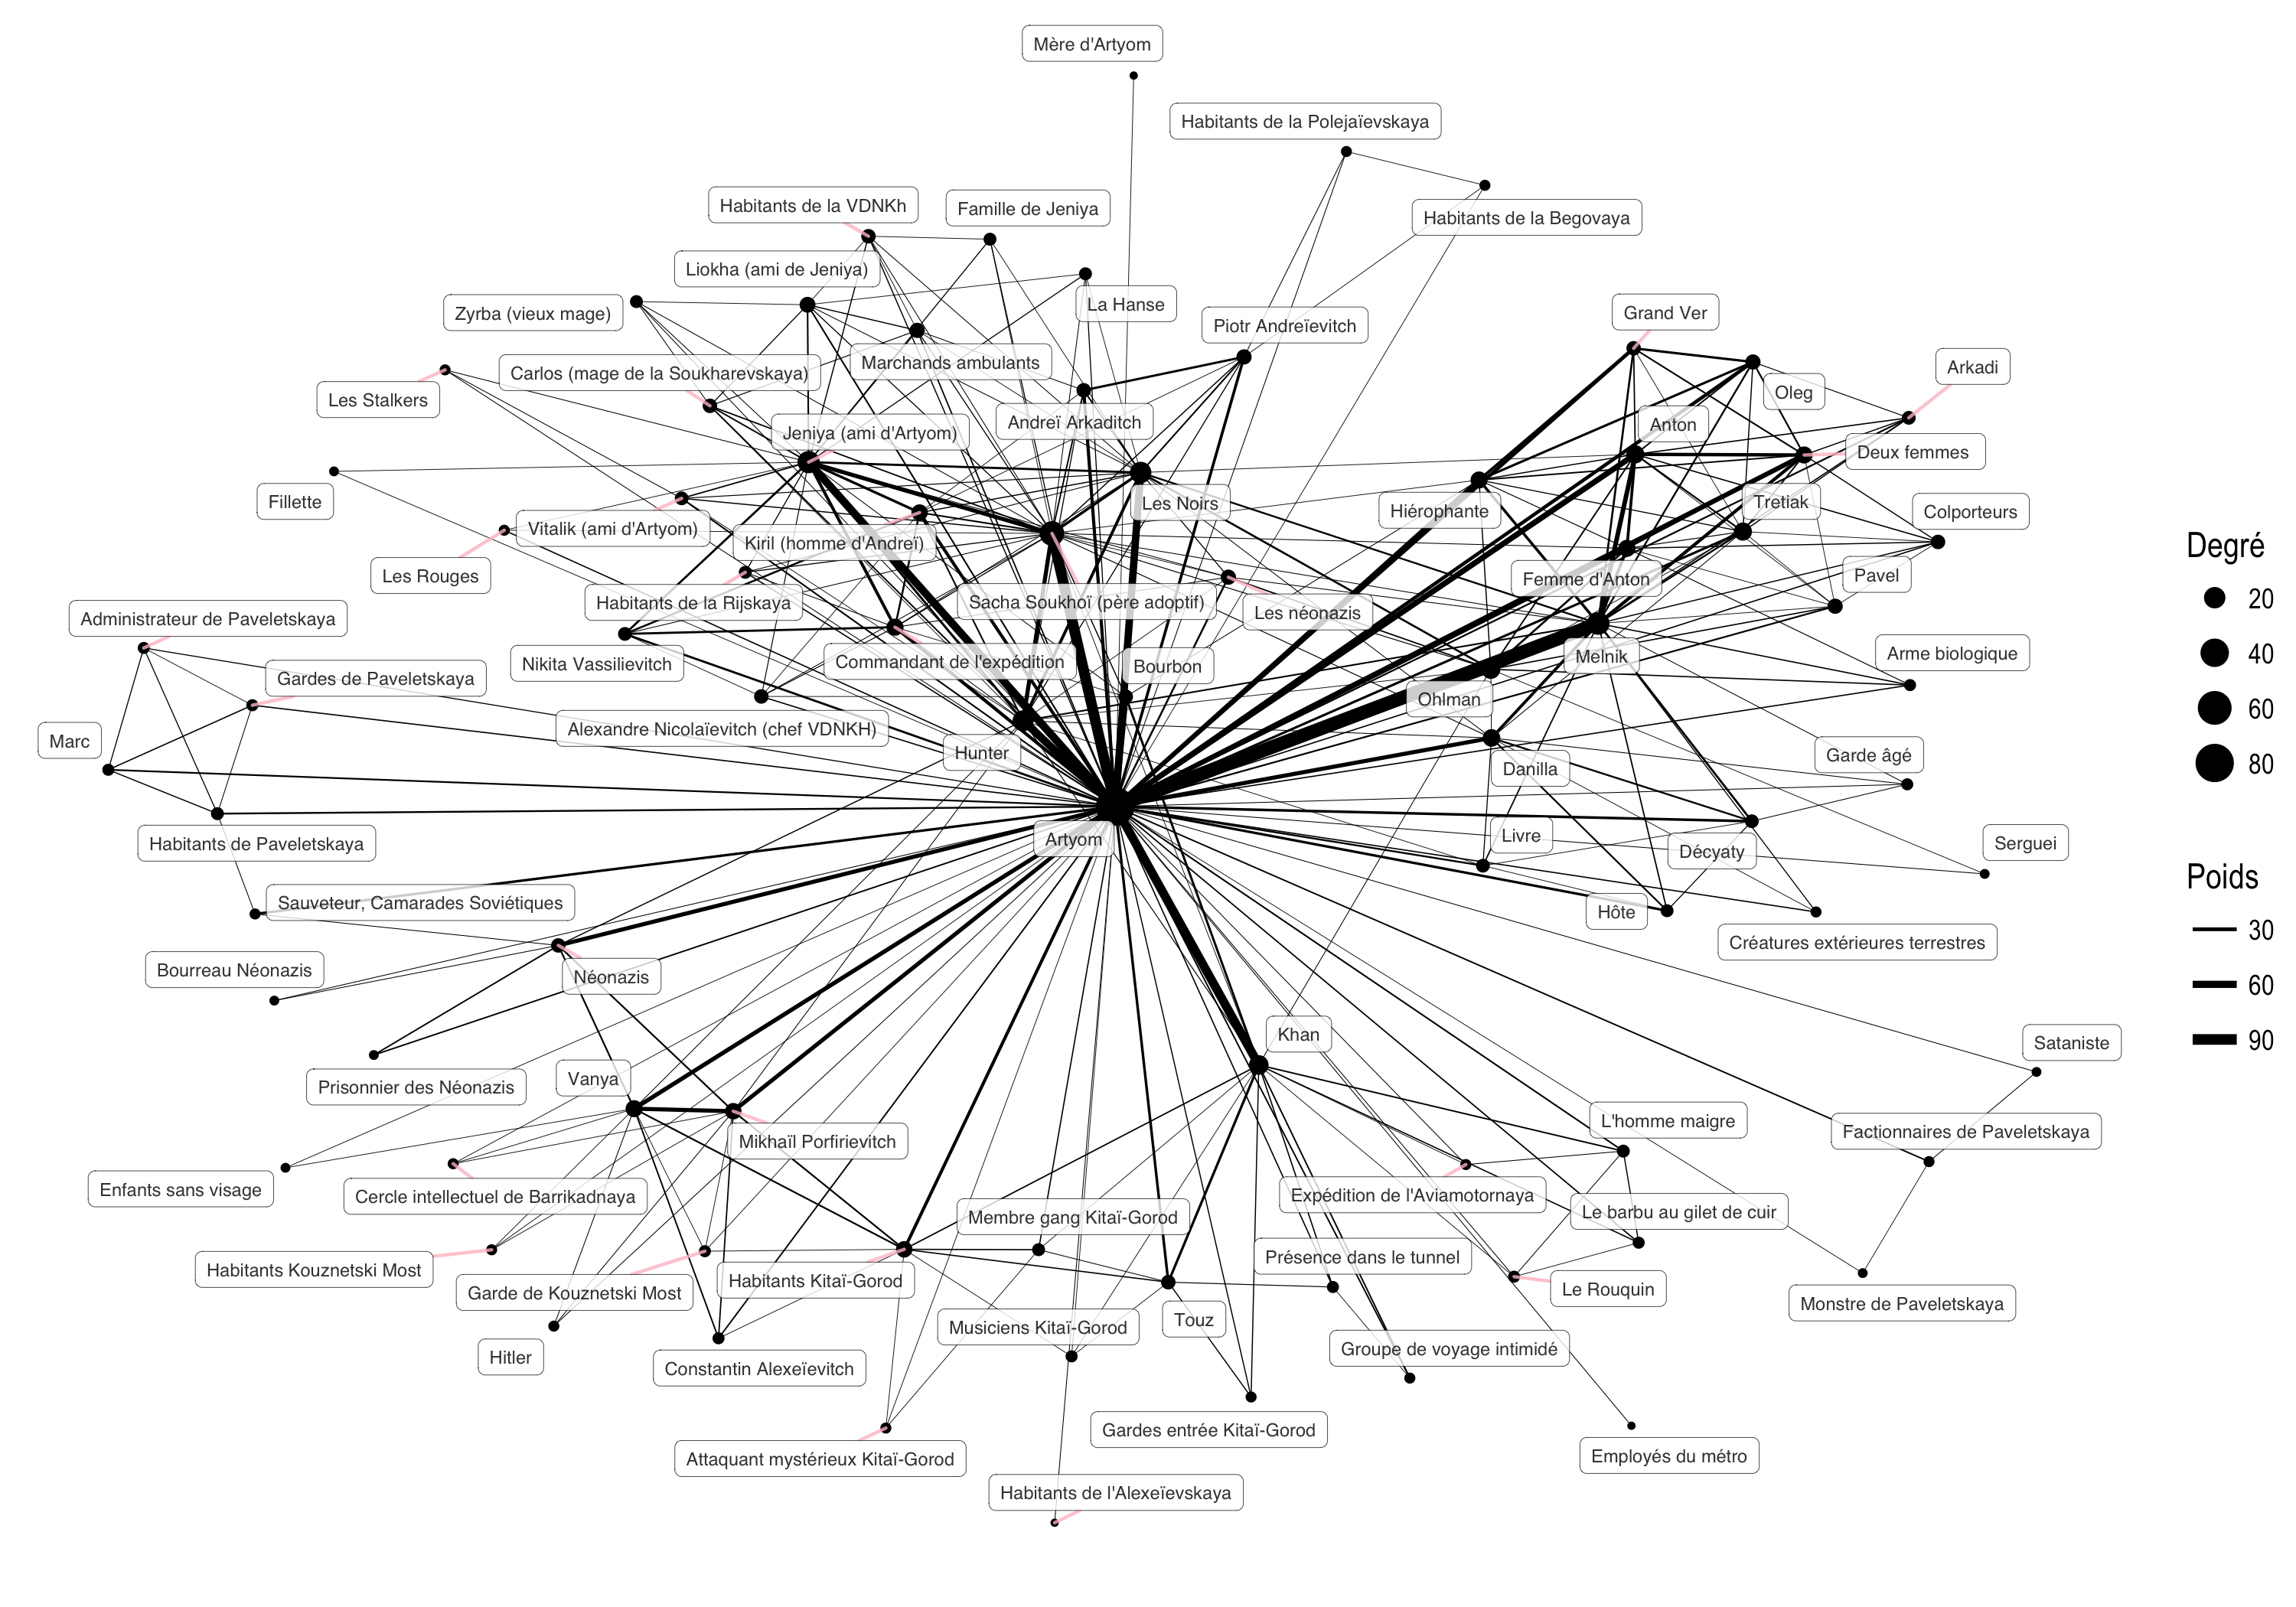 Mère d'Artyom
Habitants de la Polejaïevskaya
Habitants de la VDNKh
Famille de Jeniya
Habitants de la Begovaya
Liokha (ami de Jeniya)
La Hanse
Zyrba (vieux mage)
Piotr Andreïevitch
Grand Ver
Marchands ambulants
Carlos (mage de la Soukharevskaya)
Arkadi
Oleg
Les Stalkers
Andreï Arkaditch
Anton
Jeniya (ami d'Artyom)
Deux femmes
Fillette
Les Noirs
Hiérophante
Tretiak
Colporteurs
Vitalik (ami d'Artyom)
Kiril (homme d'Andreï)
Les Rouges
Femme d'Anton
Pavel
Habitants de la Rijskaya
Sacha Soukhoï (père adoptif)
Les néonazis
Administrateur de Paveletskaya
Nikita Vassilievitch
Commandant de l'expédition
Bourbon
Melnik
Arme biologique
Gardes de Paveletskaya
Ohlman
Alexandre Nicolaïevitch (chef VDNKH)
Marc
Hunter
Danilla
Garde âgé
Artyom
Livre
Décyaty
Serguei
Habitants de Paveletskaya
Sauveteur, Camarades Soviétiques
Hôte
Créatures extérieures terrestres
Bourreau Néonazis
Néonazis
Khan
Sataniste
Prisonnier des Néonazis
Vanya
L'homme maigre
Factionnaires de Paveletskaya
Mikhaïl Porfirievitch
Enfants sans visage
Cercle intellectuel de Barrikadnaya
Expédition de l'Aviamotornaya
Membre gang Kitaï-Gorod
Le barbu au gilet de cuir
Habitants Kouznetski Most
Présence dans le tunnel
Habitants Kitaï-Gorod
Garde de Kouznetski Most
Le Rouquin
Monstre de Paveletskaya
Musiciens Kitaï-Gorod
Touz
Hitler
Constantin Alexeïevitch
Groupe de voyage intimidé
Gardes entrée Kitaï-Gorod
Attaquant mystérieux Kitaï-Gorod
Employés du métro
Habitants de l'Alexeïevskaya
Degré
20
40
60
80
Poids
30
60
90